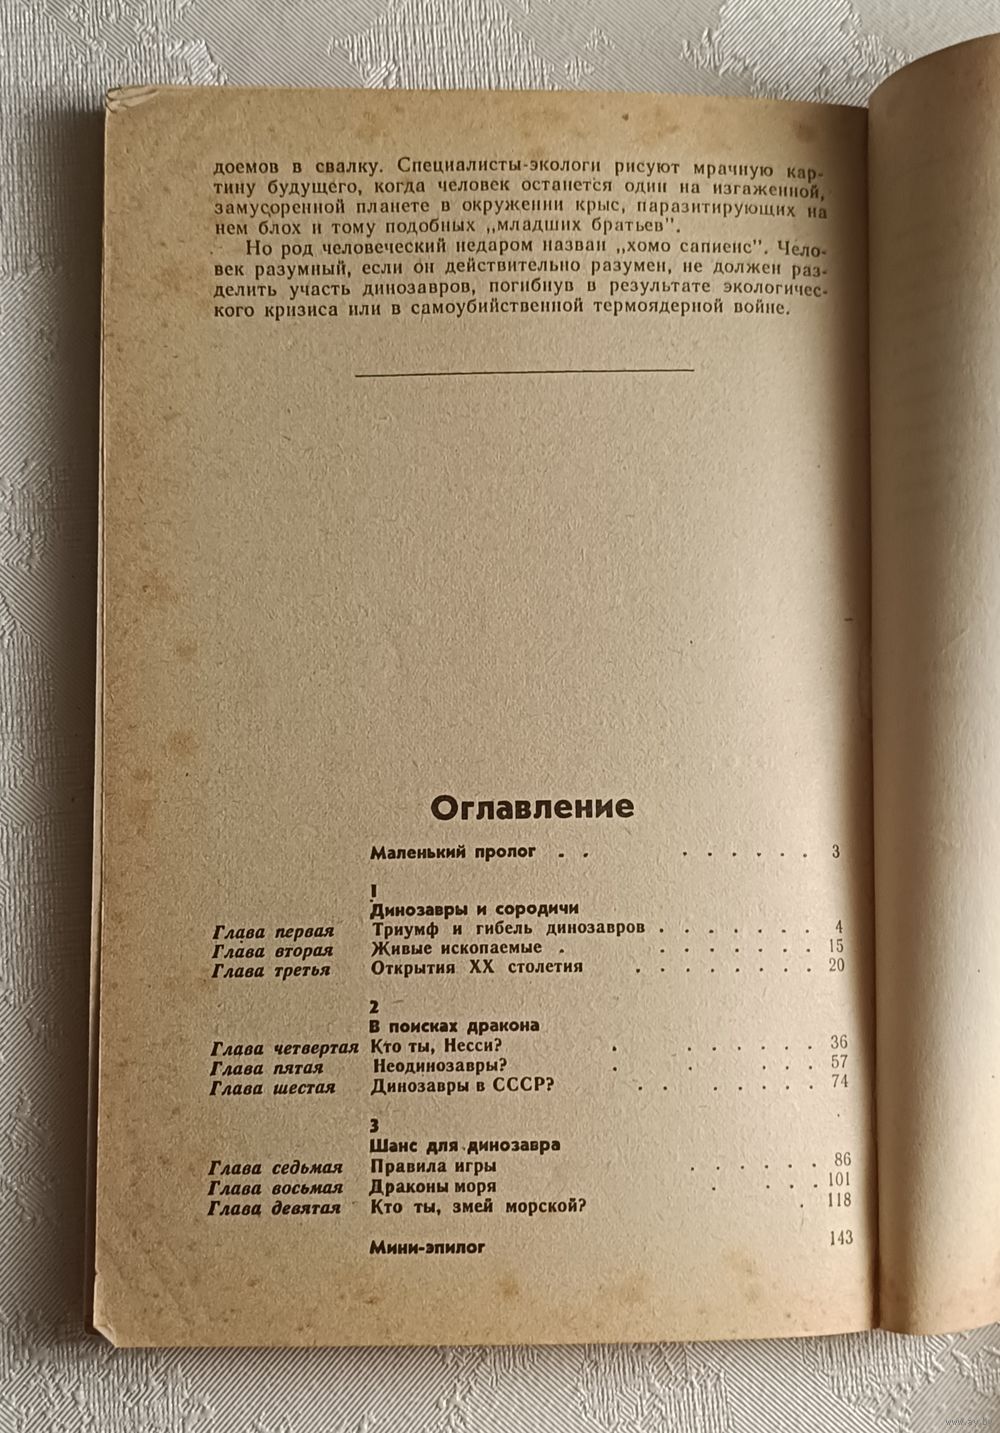 доемов в свалку. Специалисты-экологи рисуют мрачную кар-
тину будущего, когда человек останется один на изгаженной,
замусоренной планете в окружении крыс, паразитирующих на
нем блох и тому подобных „младших братьев".
Но род человеческий недаром назван „хомо сапиенс". Чело-
век разумный, если он действительно разумен, не должен раз-
делить участь динозавров, погибнув в результате экологичес-
кого кризиса или в самоубийственной термоядерной войне.
Оглавление
Маленький пролог . . . . . . . . 3
1
Динозавры и сородичи
Глава первая Триумф и гибель динозавров . . . . . . . 4
Глава вторая Живые ископаемые . . . . . . . . 15
Глава третья Открытия XX столетия . . . . . . . . 20
2
В поисках дракона
Глава четвертая Кто ты, Несси? . . . . . . . 36
Глава пятая Неодинозавры? . . . . . 57
Глава шестая Динозавры в СССР? . . . . . . . . 74
3
Шанс для динозавра
Глава седьмая Правила игры . . . . . . 86
Глава восьмая Драконы моря . . . . 101
Глава девятая Кто ты, змей морской? . 118
Мини-эпилог 143
www.ay.by